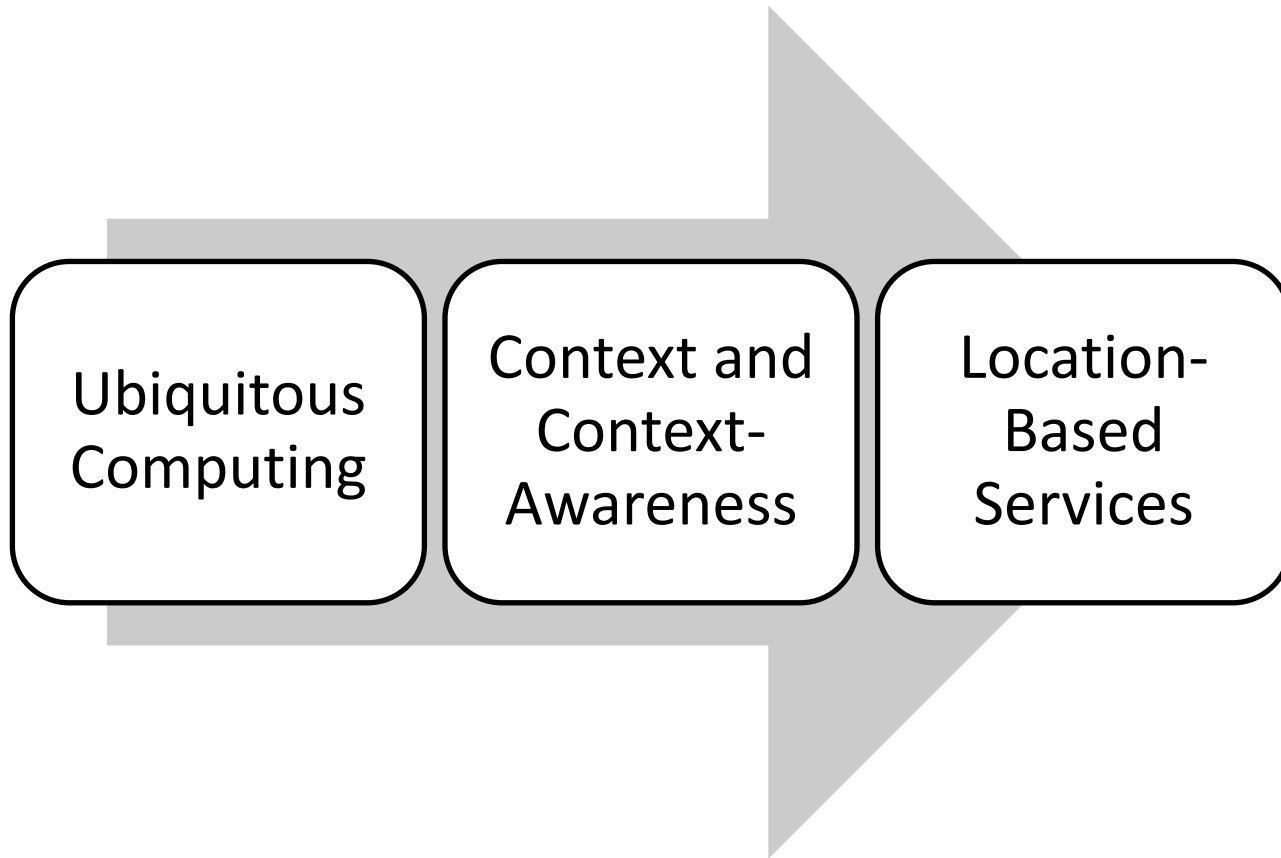 Ubiquitous
Computing
Context and
Context-
Awareness
Location-
Based
Services